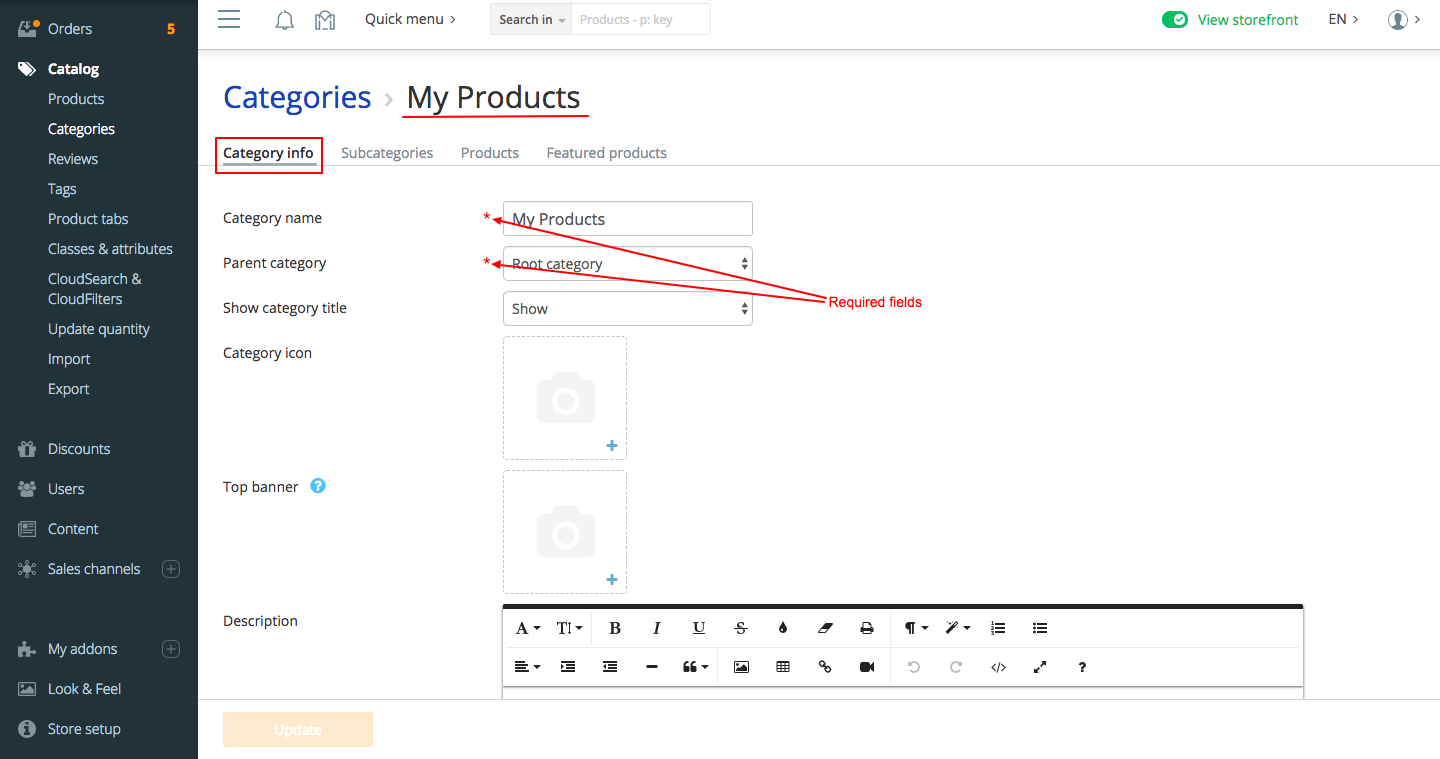 Orders 5
Catalog
Products
Categories
Reviews
Tags
Product tabs
Classes & attributes
CloudSearch &
CloudFilters
Update quantity
Import
Export
Discounts
Users
Content
Sales channels
My addons
Look & Feel
Store setup
Quick menu
Search in Products - p: key
View storefront
EN
Categories › My Products
Category info Subcategories Products Featured products
Category name * My Products
Parent category * Root category
Required fields
Show category title Show
Category icon
Top banner ?
Description
A T B I U S ¶
“ </> ?
Update